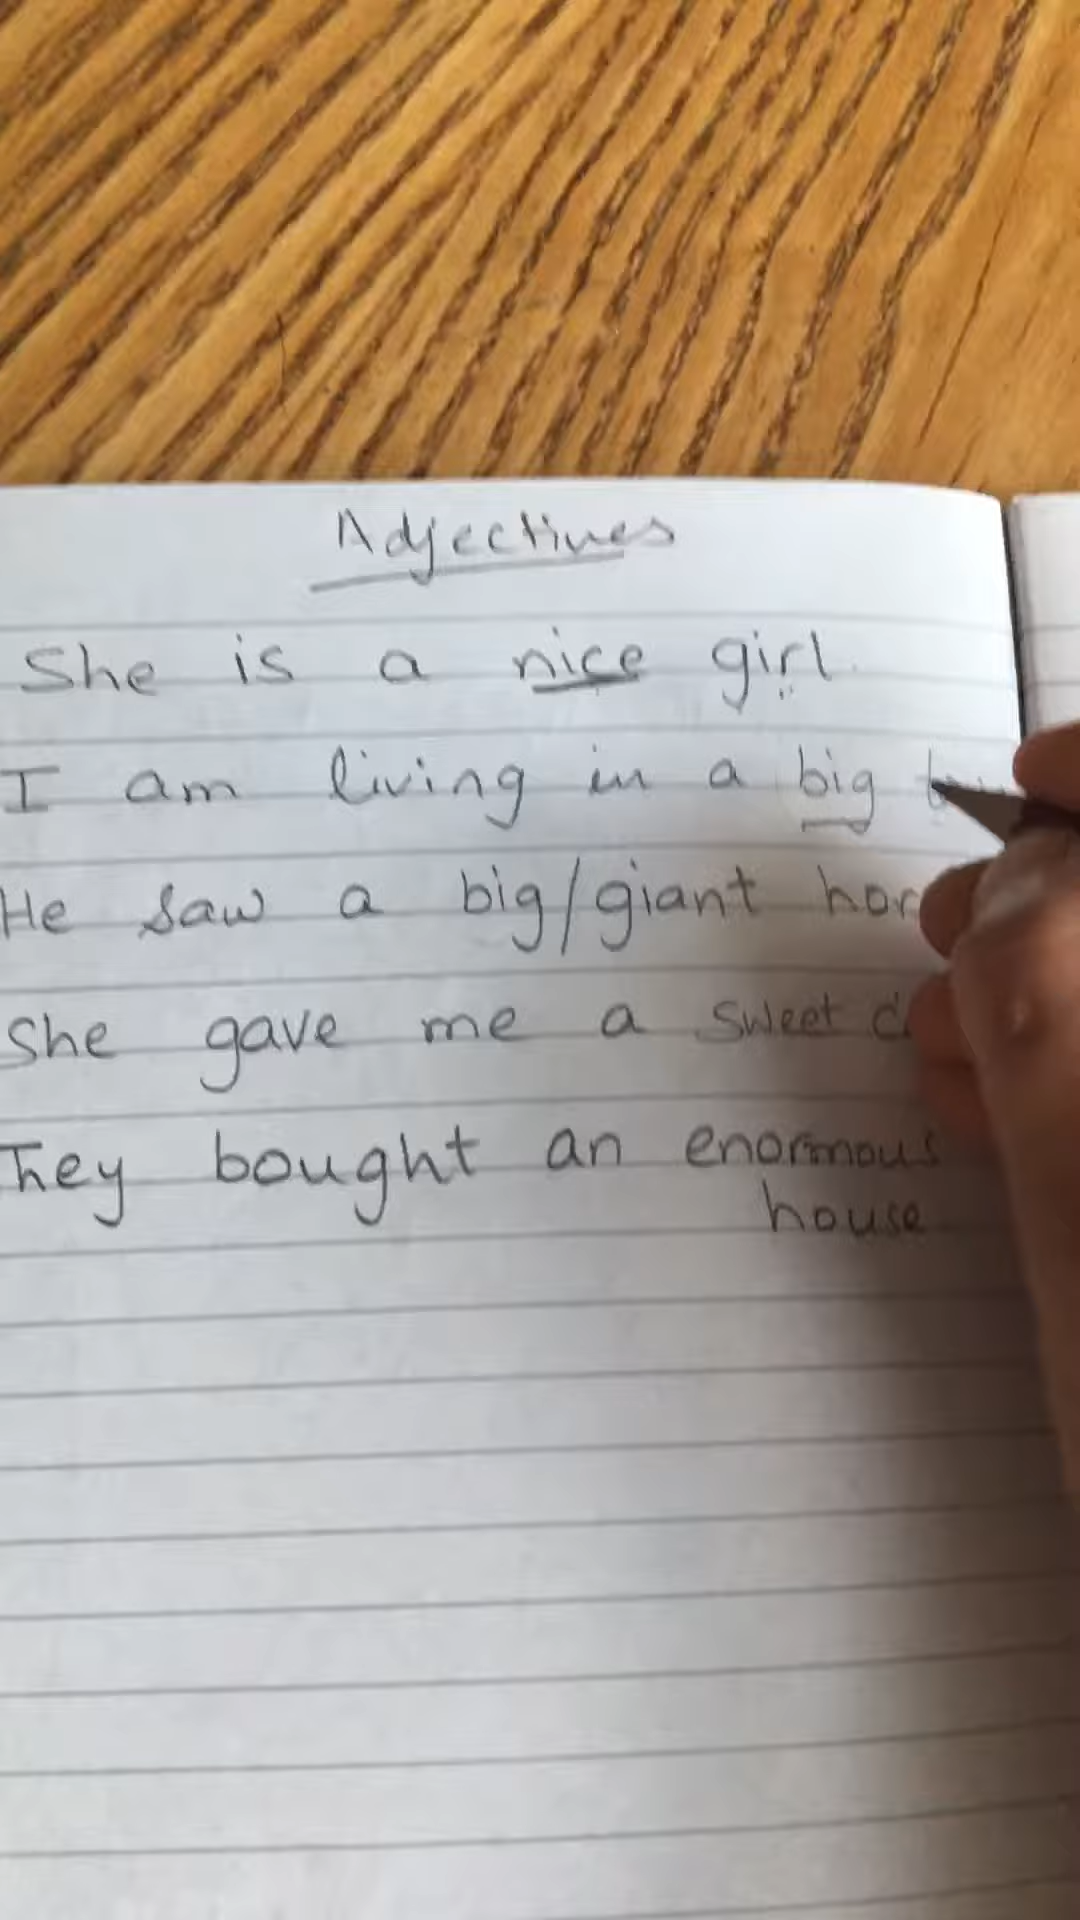 Adjectives
She is a nice girl.
I am living in a big
He saw a big/giant
She gave me a sweet
They bought an enormous
house